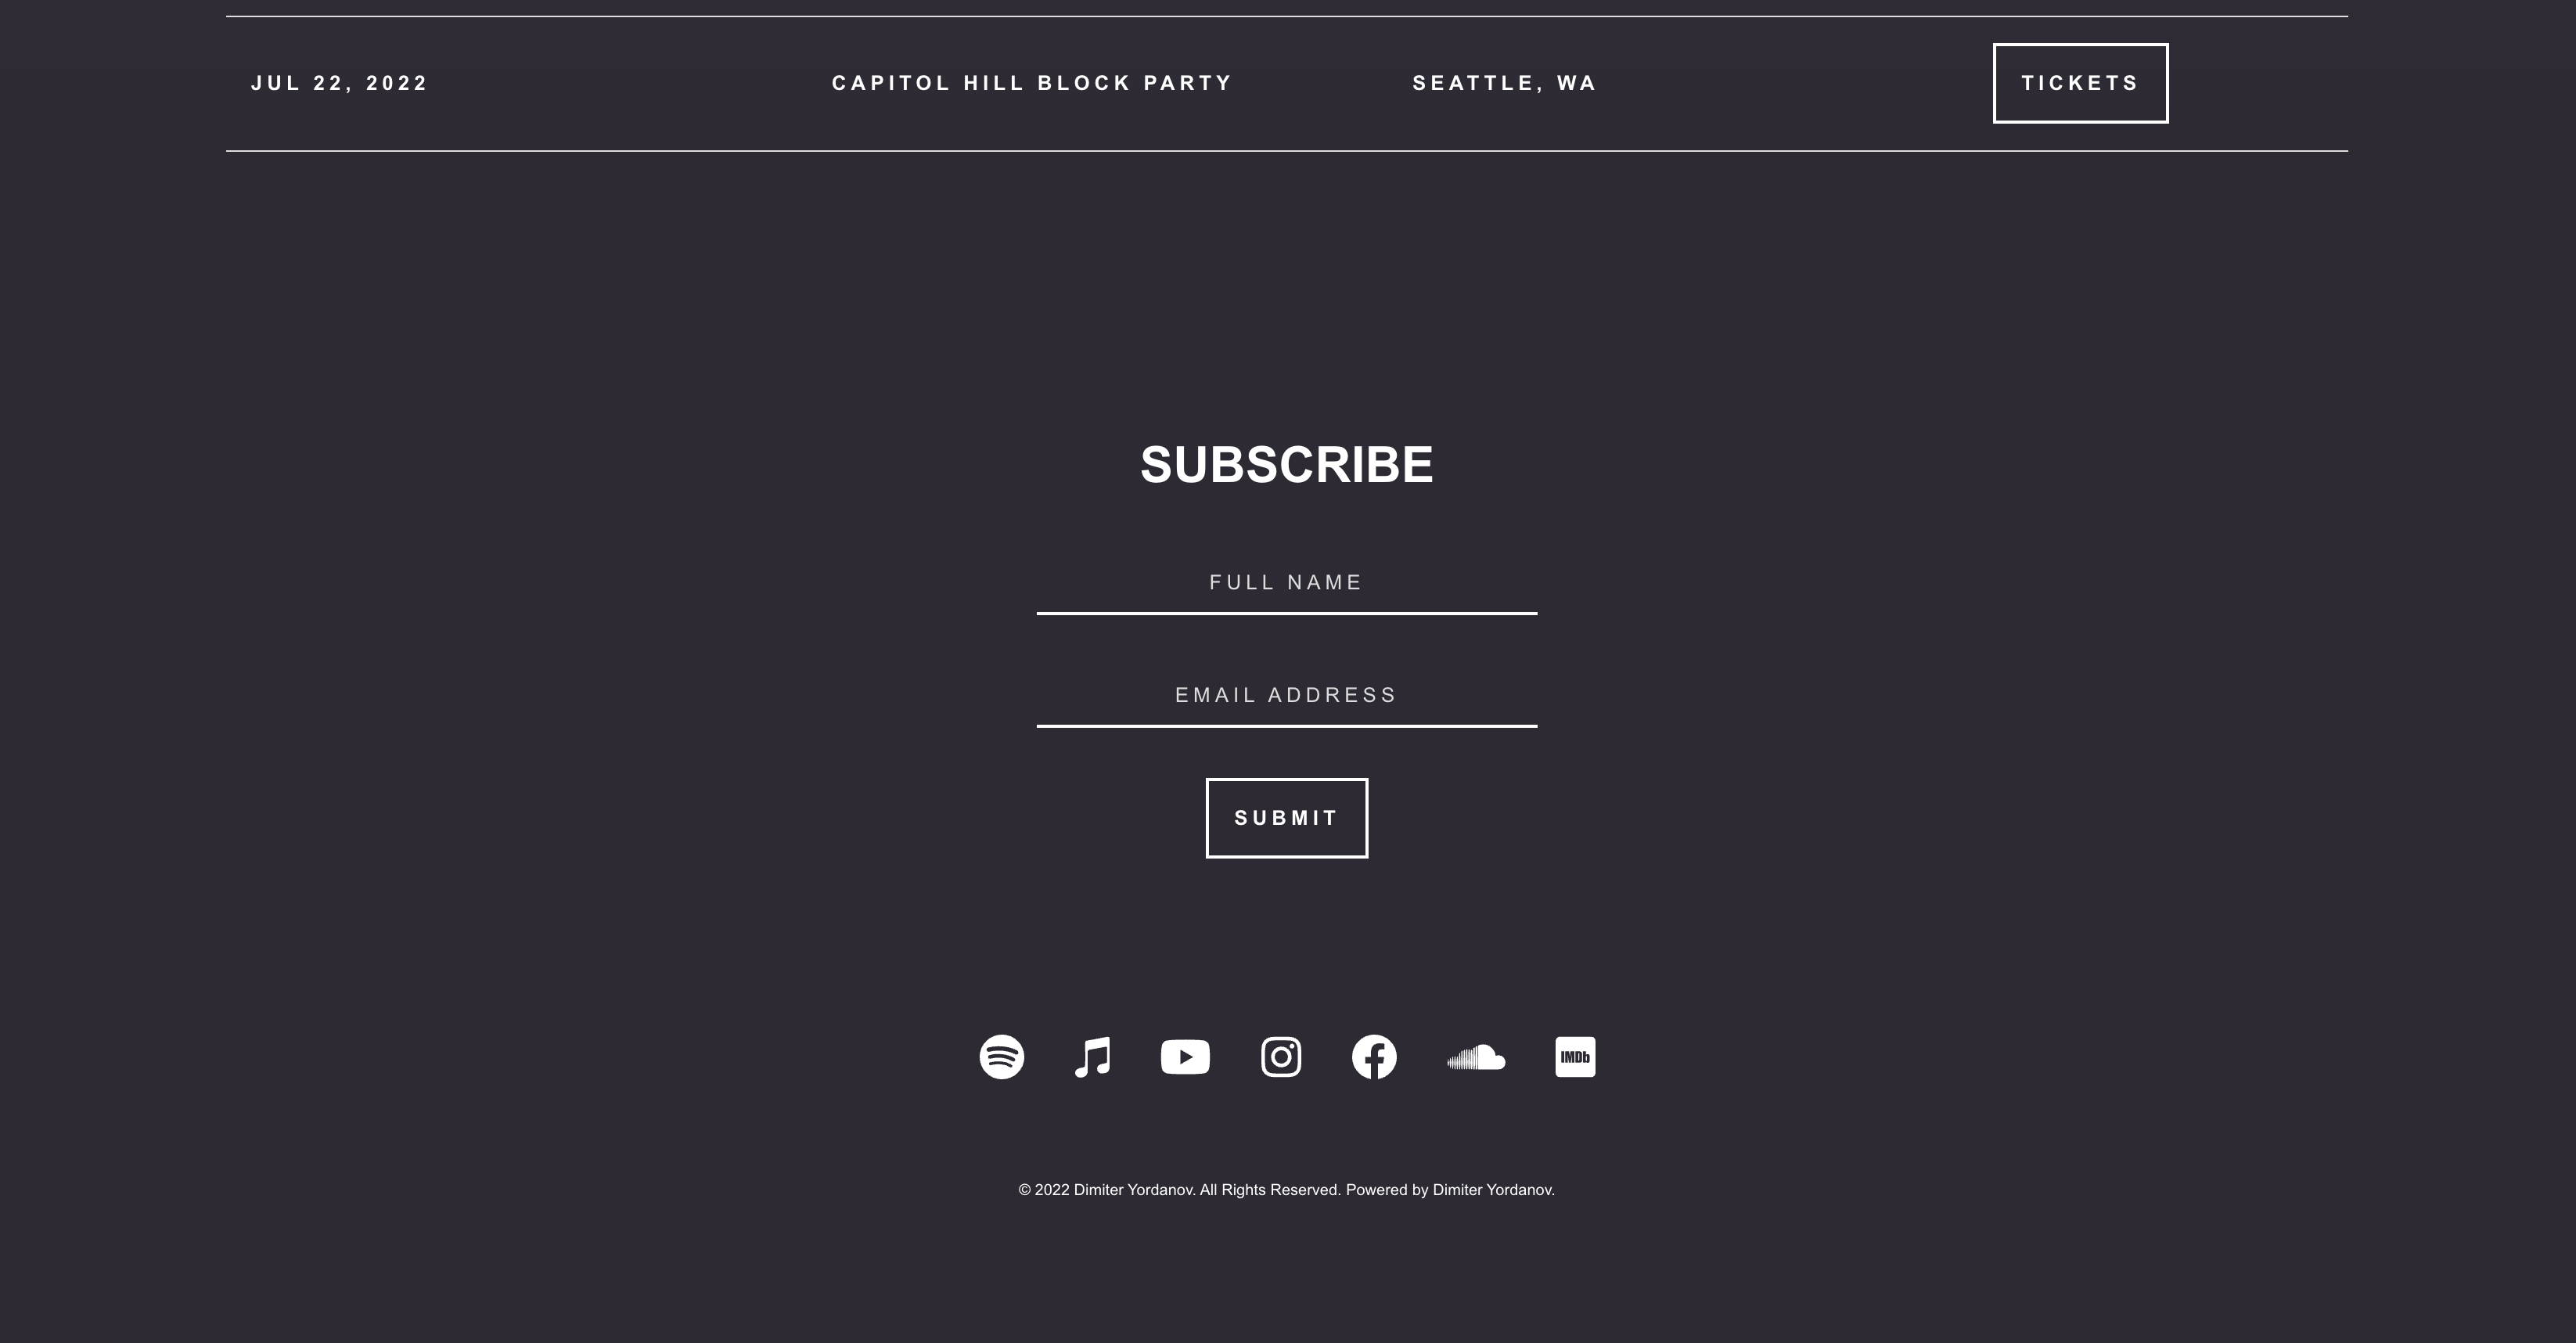 JUL 22, 2022 CAPITOL HILL BLOCK PARTY SEATTLE, WA TICKETS
SUBSCRIBE
FULL NAME
EMAIL ADDRESS
SUBMIT
IMDb
© 2022 Dimiter Yordanov. All Rights Reserved. Powered by Dimiter Yordanov.